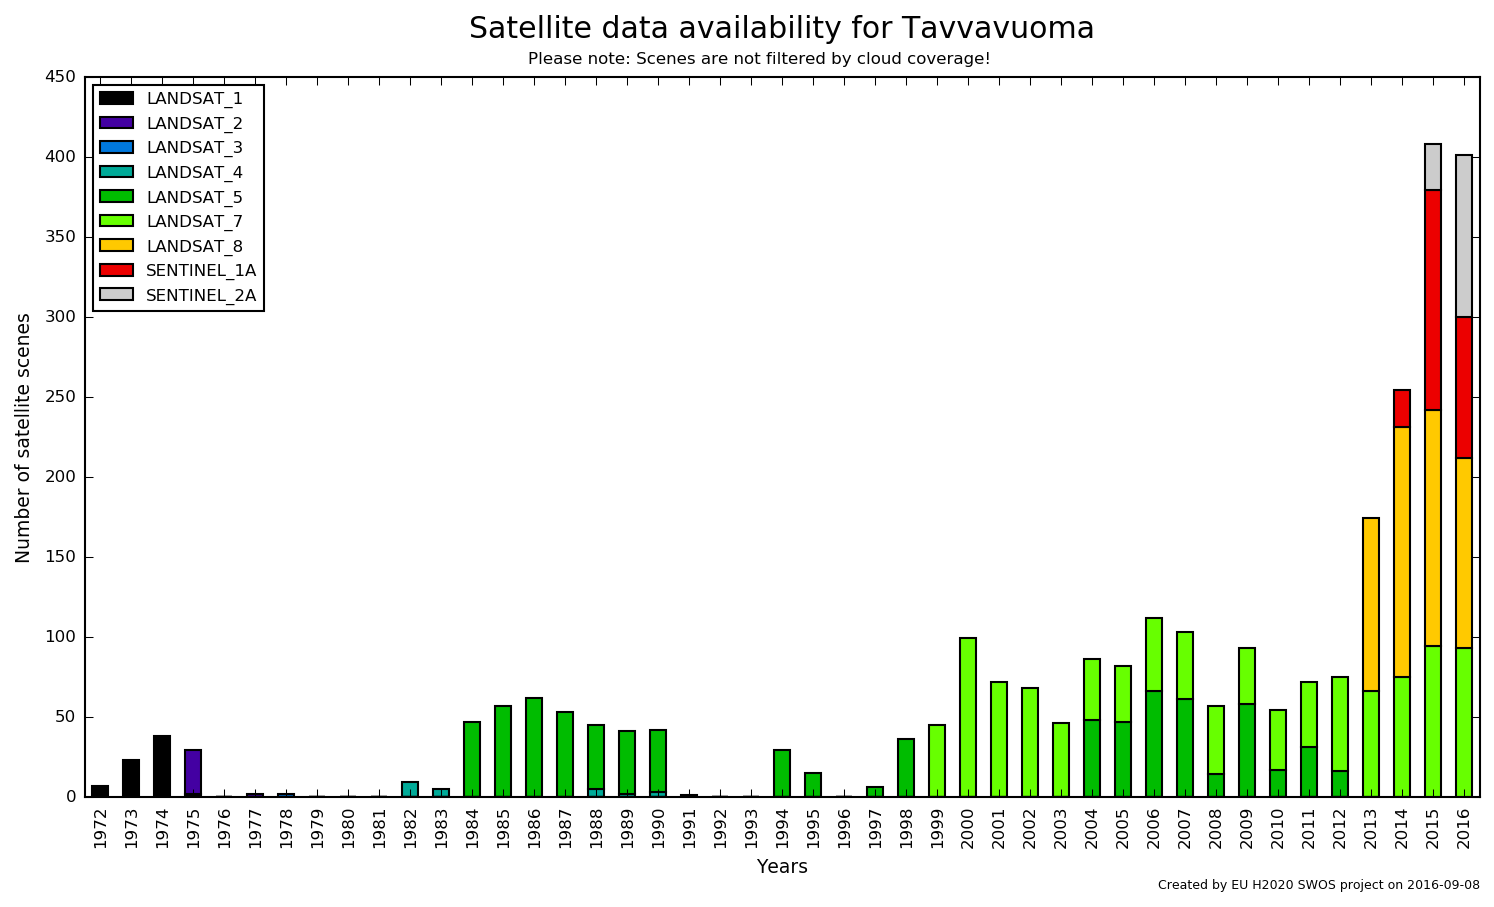 Satellite data availability for Tavvavuoma
Please note: Scenes are not filtered by cloud coverage!
450
400
350
300
250
200
150
100
50
0
Number of satellite scenes
LANDSAT_1
LANDSAT_2
LANDSAT_3
LANDSAT_4
LANDSAT_5
LANDSAT_7
LANDSAT_8
SENTINEL_1A
SENTINEL_2A
1972 1973 1974 1975 1976 1977 1978 1979 1980 1981 1982 1983 1984 1985 1986 1987 1988 1989 1990 1991 1992 1993 1994 1995 1996 1997 1998 1999 2000 2001 2002 2003 2004 2005 2006 2007 2008 2009 2010 2011 2012 2013 2014 2015 2016
Years
Created by EU H2020 SWOS project on 2016-09-08